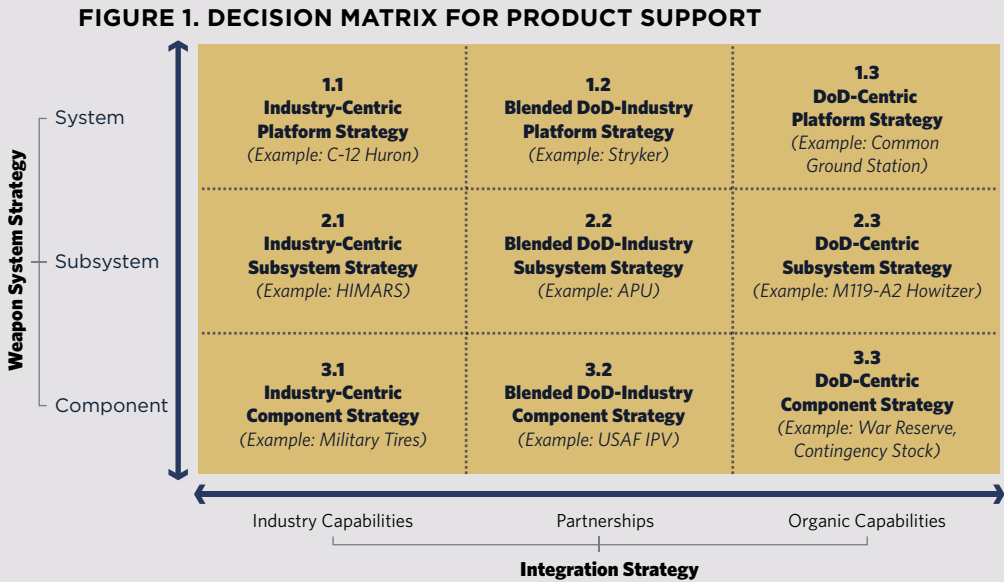 FIGURE 1. DECISION MATRIX FOR PRODUCT SUPPORT
Weapon System Strategy
System
1.1
Industry-Centric
Platform Strategy
(Example: C-12 Huron)
1.2
Blended DoD-Industry
Platform Strategy
(Example: Stryker)
1.3
DoD-Centric
Platform Strategy
(Example: Common
Ground Station)
Subsystem
2.1
Industry-Centric
Subsystem Strategy
(Example: HIMARS)
2.2
Blended DoD-Industry
Subsystem Strategy
(Example: APU)
2.3
DoD-Centric
Subsystem Strategy
(Example: M119-A2 Howitzer)
Component
3.1
Industry-Centric
Component Strategy
(Example: Military Tires)
3.2
Blended DoD-Industry
Component Strategy
(Example: USAF IPV)
3.3
DoD-Centric
Component Strategy
(Example: War Reserve,
Contingency Stock)
Industry Capabilities
Partnerships
Organic Capabilities
Integration Strategy